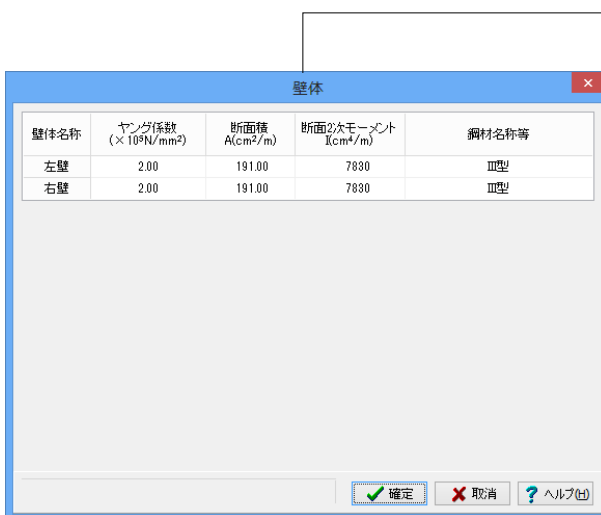 壁体
×
壁体名称 ヤング係数 断面積 断面2次モーメント 鋼材名称等
(×10⁵N/mm²) A(cm²/m) I(cm⁴/m)
左壁 2.00 191.00 7830 Ⅲ型
右壁 2.00 191.00 7830 Ⅲ型
確定 取消 ヘルプ(H)